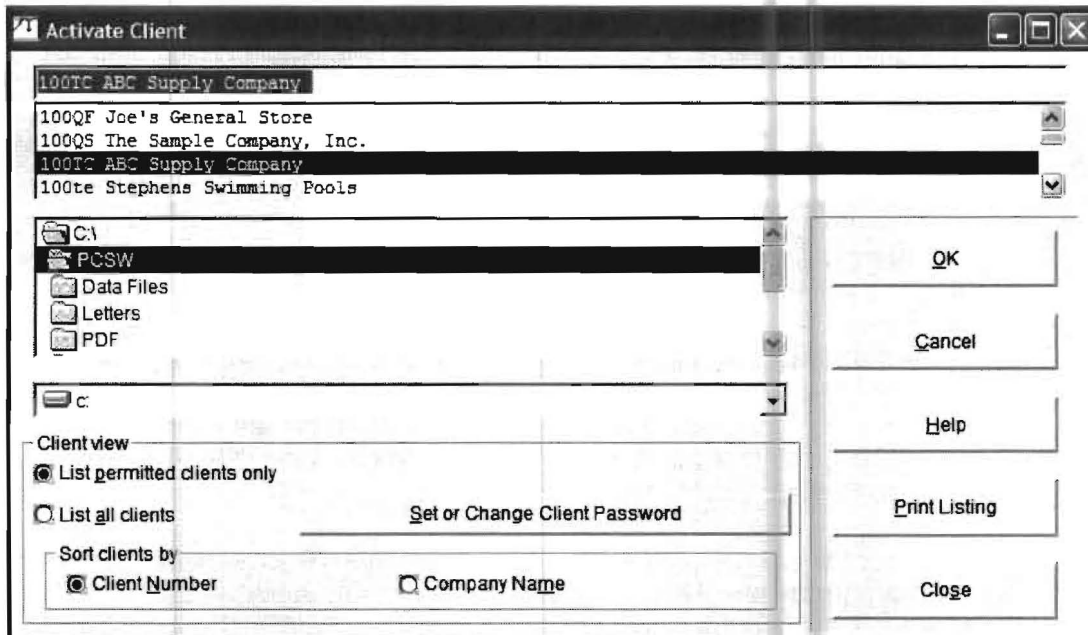 Activate Client
100TC ABC Supply Company
100QF Joe's General Store
100QS The Sample Company, Inc.
100TC ABC Supply Company
100te Stephens Swimming Pools
C:\
PCSW
Data Files
Letters
PDF
c:
OK
Cancel
Help
Print Listing
Close
Client view
List permitted clients only
List all clients
Set or Change Client Password
Sort clients by
Client Number
Company Name